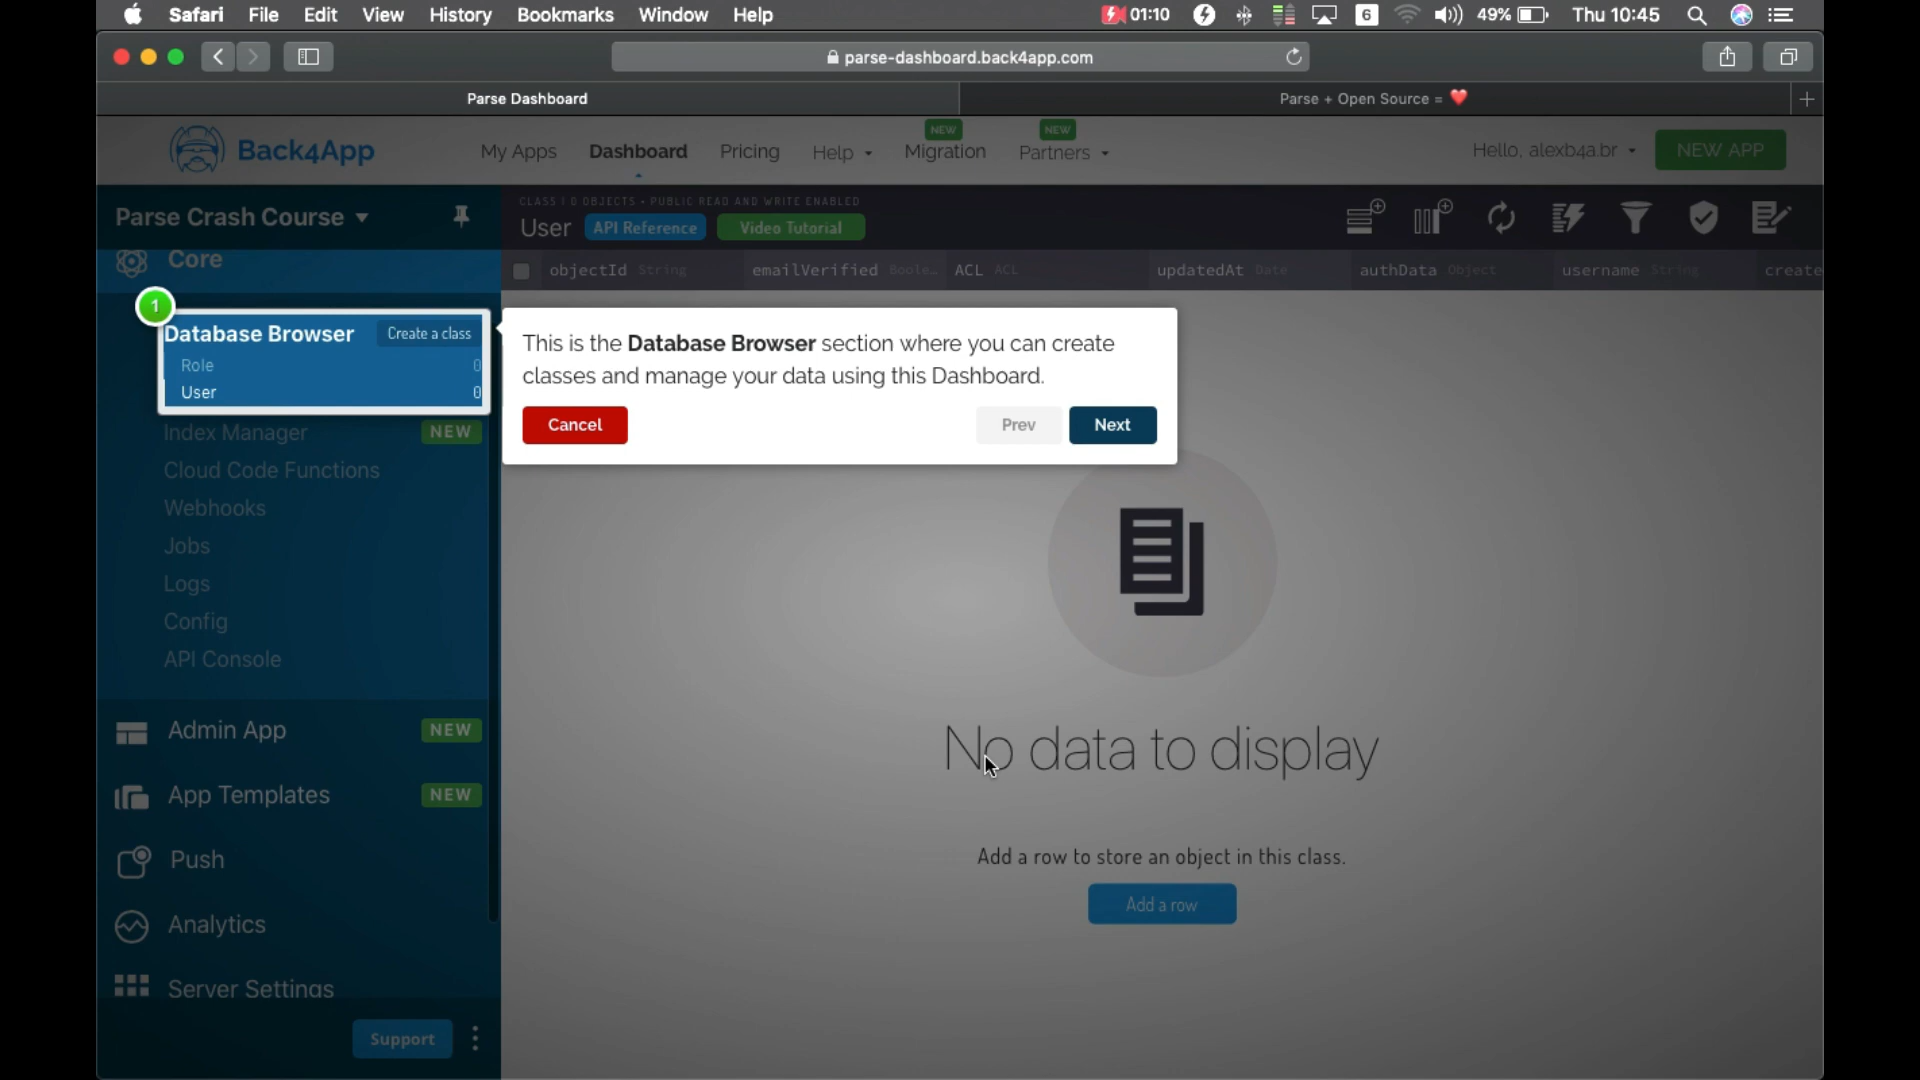 Safari File Edit View History Bookmarks Window Help 01:10 6 49% Thu 10:45
parse-dashboard.back4app.com
Parse Dashboard
Parse + Open Source = ❤️
Back4App
My Apps Dashboard Pricing Help NEW Migration NEW Partners
Hello, alexb4a.br NEW APP
Parse Crash Course
CLASS | 0 OBJECTS • PUBLIC READ AND WRITE ENABLED
User API Reference Video Tutorial
objectId String emailVerified Boole… ACL ACL updatedAt Date authData Object username String create
Core
1
Database Browser Create a class
Role 0
User 0
Index Manager NEW
Cloud Code Functions
Webhooks
Jobs
Logs
Config
API Console
Admin App NEW
App Templates NEW
Push
Analytics
Server Settings
Support
This is the Database Browser section where you can create
classes and manage your data using this Dashboard.
Cancel Prev Next
No data to display
Add a row to store an object in this class.
Add a row